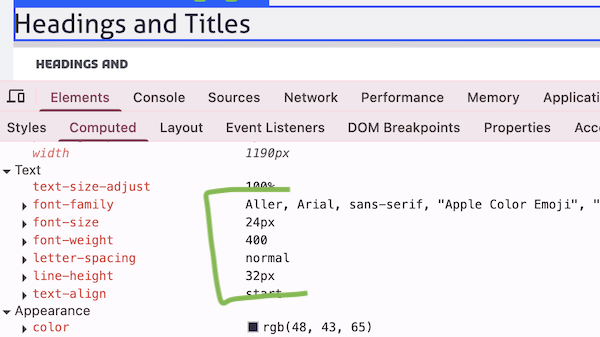 Headings and Titles
HEADINGS AND
Elements Console Sources Network Performance Memory Applicati
Styles Computed Layout Event Listeners DOM Breakpoints Properties Acc
width 1190px
Text
text-size-adjust 100%
font-family Aller, Arial, sans-serif, "Apple Color Emoji", "
font-size 24px
font-weight 400
letter-spacing normal
line-height 32px
text-align start
Appearance
color rgb(48, 43, 65)